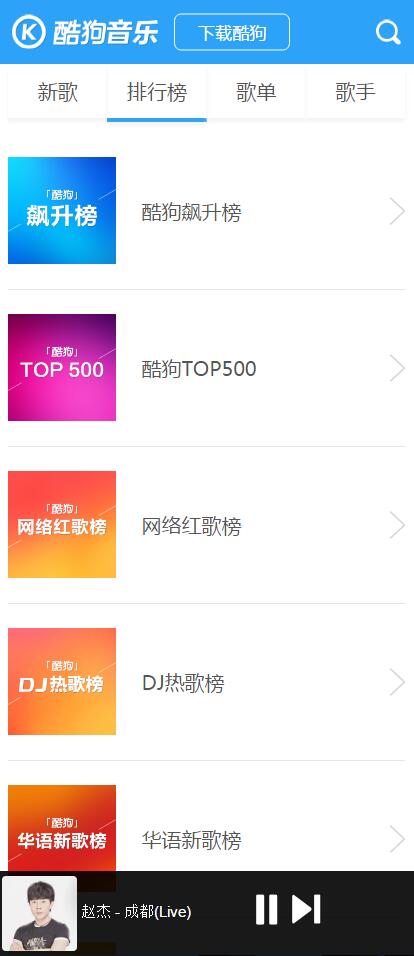 酷狗音乐
下载酷狗
新歌 排行榜 歌单 歌手
「酷狗」
飙升榜
酷狗飙升榜
「酷狗」
TOP 500
酷狗TOP500
「酷狗」
网络红歌榜
网络红歌榜
「酷狗」
DJ热歌榜
DJ热歌榜
「酷狗」
华语新歌榜
华语新歌榜
赵杰 - 成都(Live)